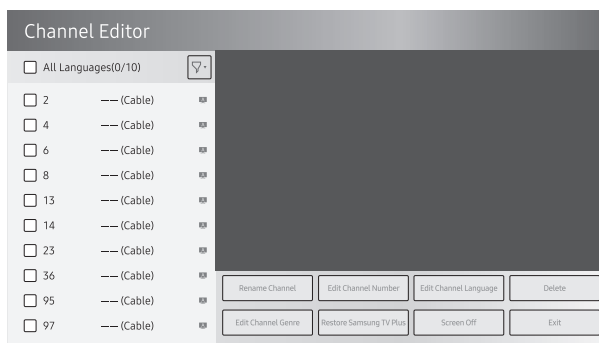 Channel Editor
All Languages(0/10)
2 —— (Cable)
4 —— (Cable)
6 —— (Cable)
8 —— (Cable)
13 —— (Cable)
14 —— (Cable)
23 —— (Cable)
36 —— (Cable)
95 —— (Cable)
97 —— (Cable)
Rename Channel Edit Channel Number Edit Channel Language Delete
Edit Channel Genre Restore Samsung TV Plus Screen Off Exit